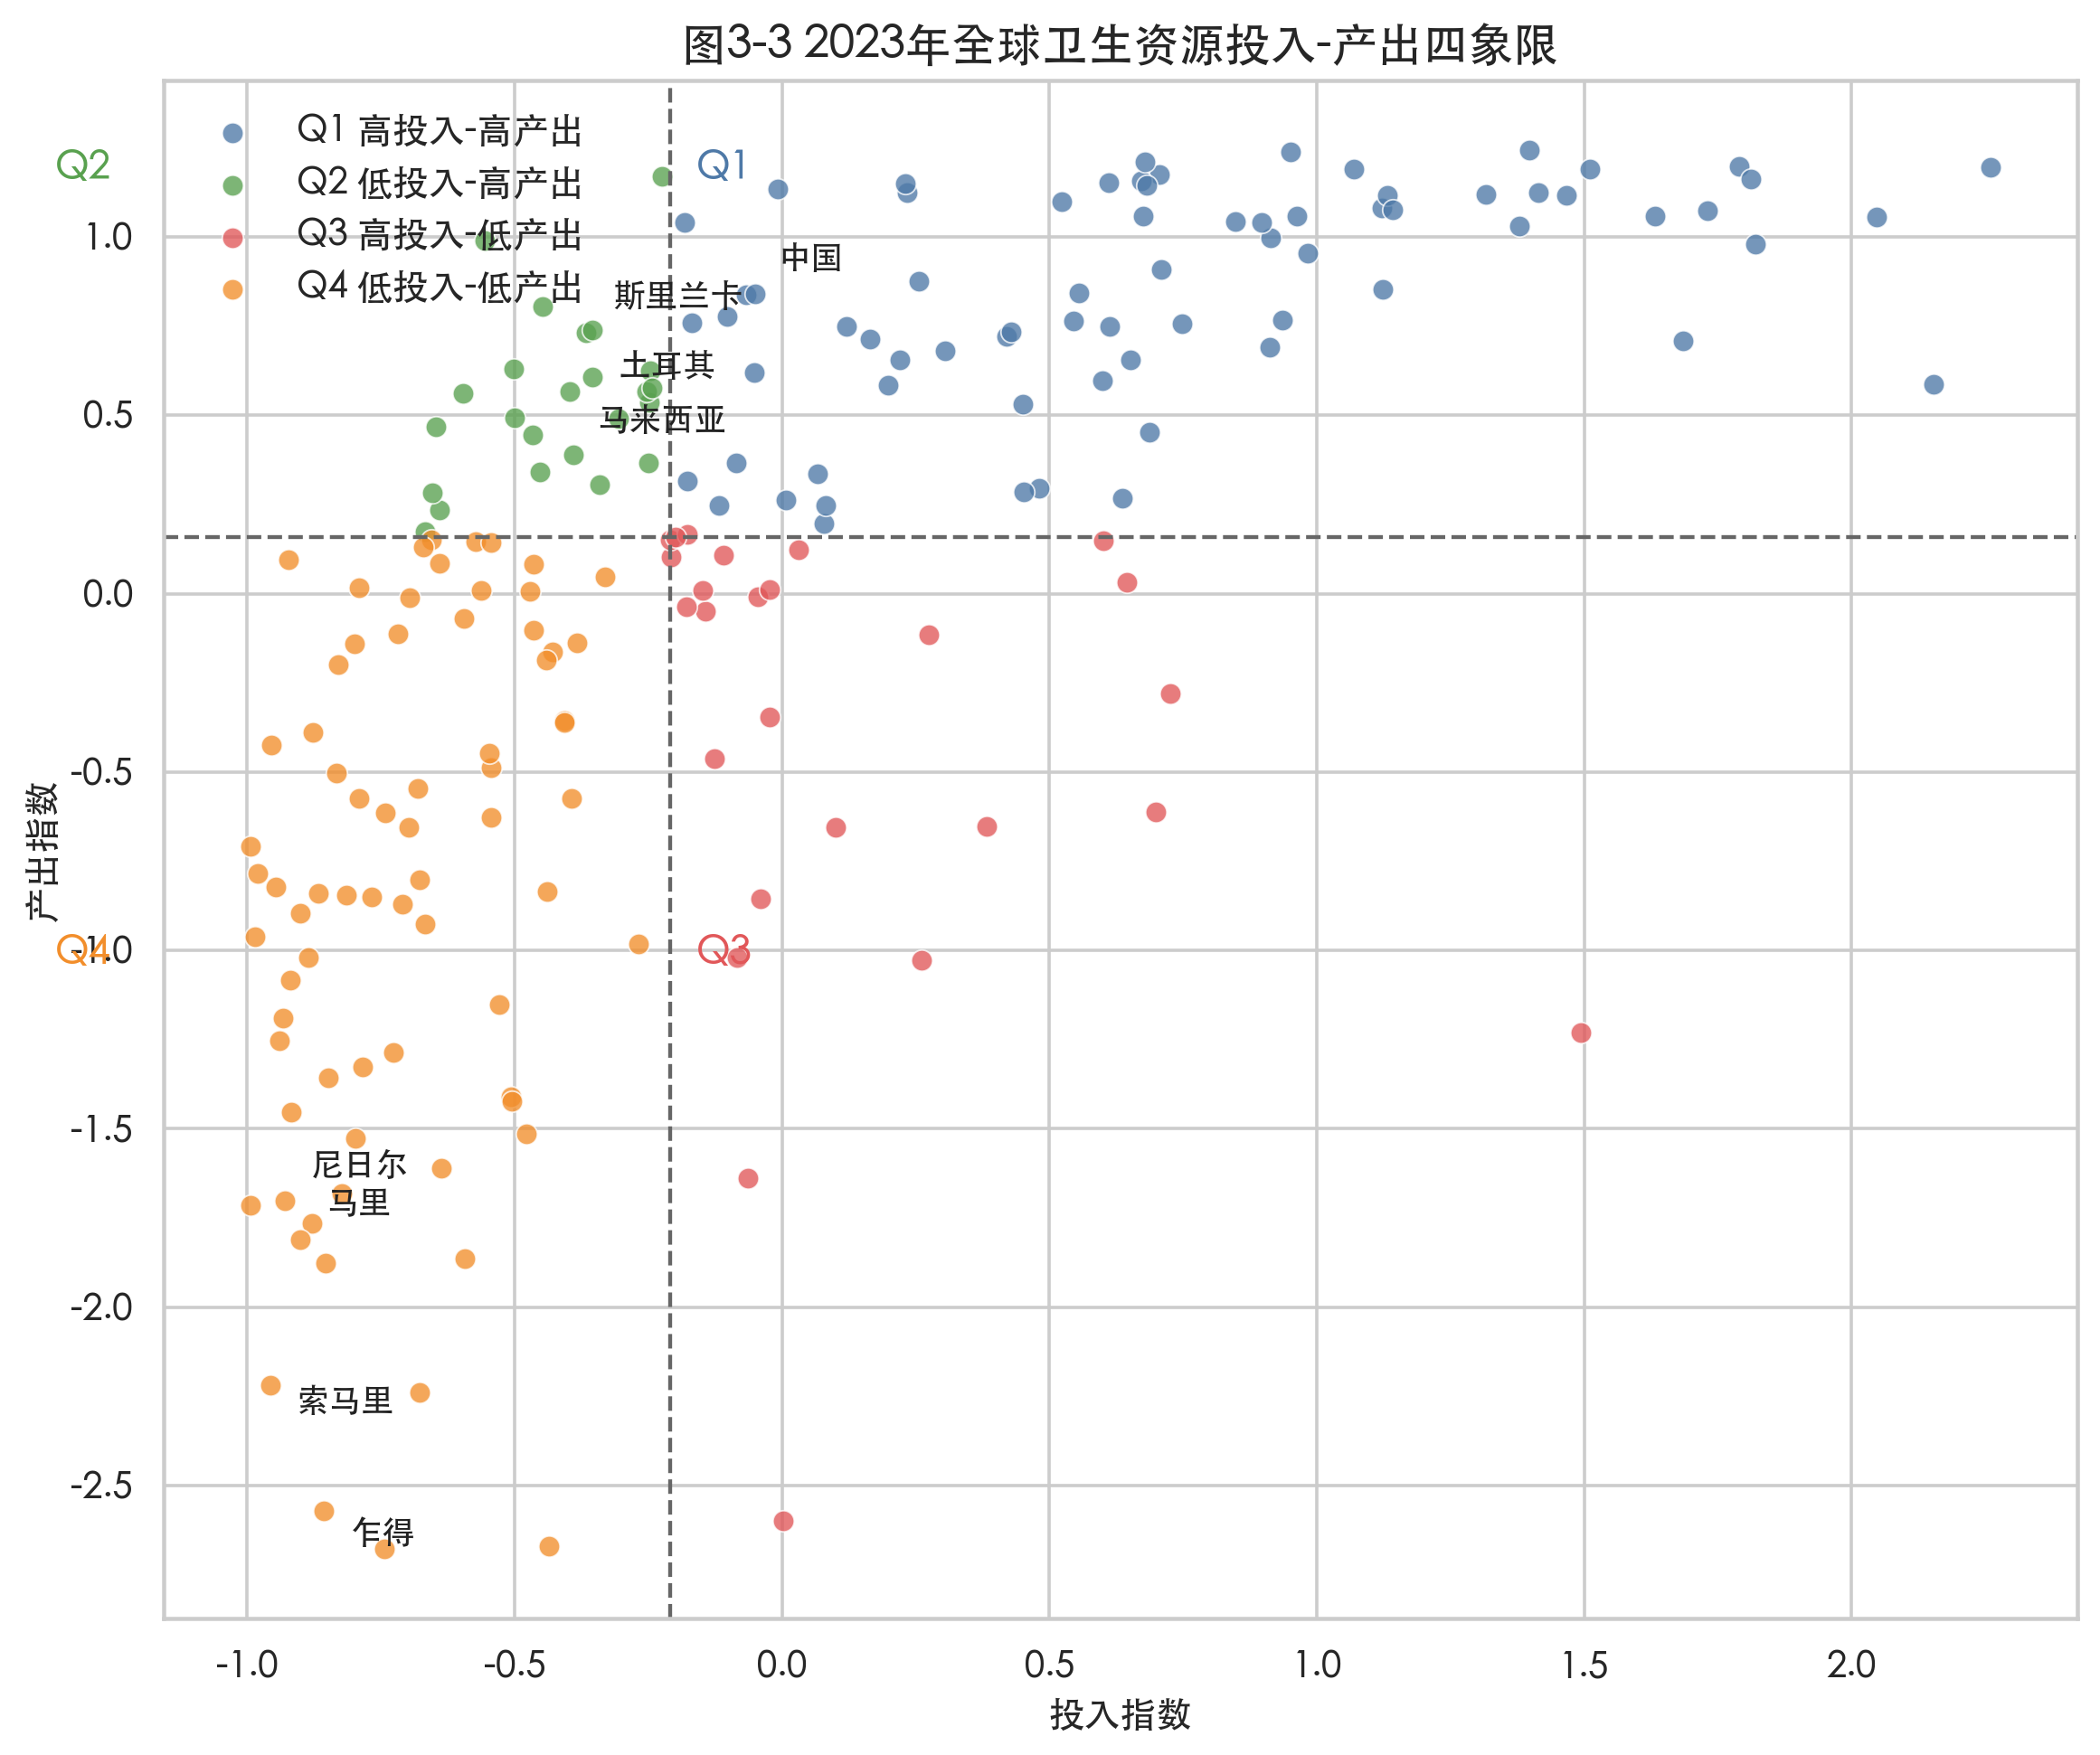 图3-3 2023年全球卫生资源投入-产出四象限
Q1 高投入-高产出
Q2 低投入-高产出
Q3 高投入-低产出
Q4 低投入-低产出
Q2
Q1
中国
斯里兰卡
土耳其
马来西亚
Q4
Q3
尼日尔
马里
索马里
乍得
1.0
0.5
0.0
-0.5
-1.0
-1.5
-2.0
-2.5
产出指数
-1.0
-0.5
0.0
0.5
1.0
1.5
2.0
投入指数